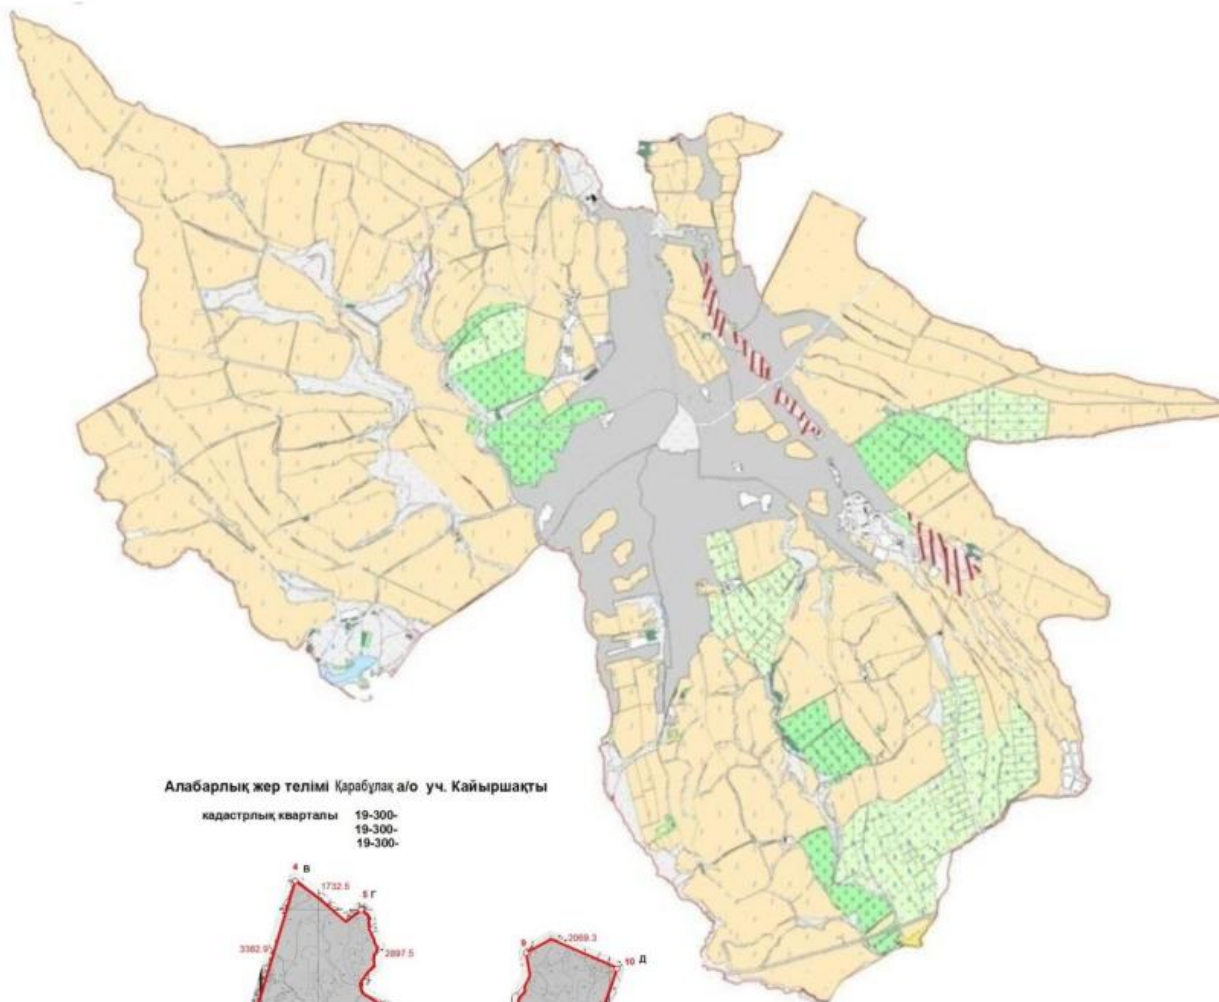 Алабарлық жер телімі Қарабұлақ а/о уч. Кайыршақты
кадастрлық кварталы 19-300-
19-300-
19-300-
4 В
1732.5
5 Г
3382.9
2897.5
9
2069.3
10 Д